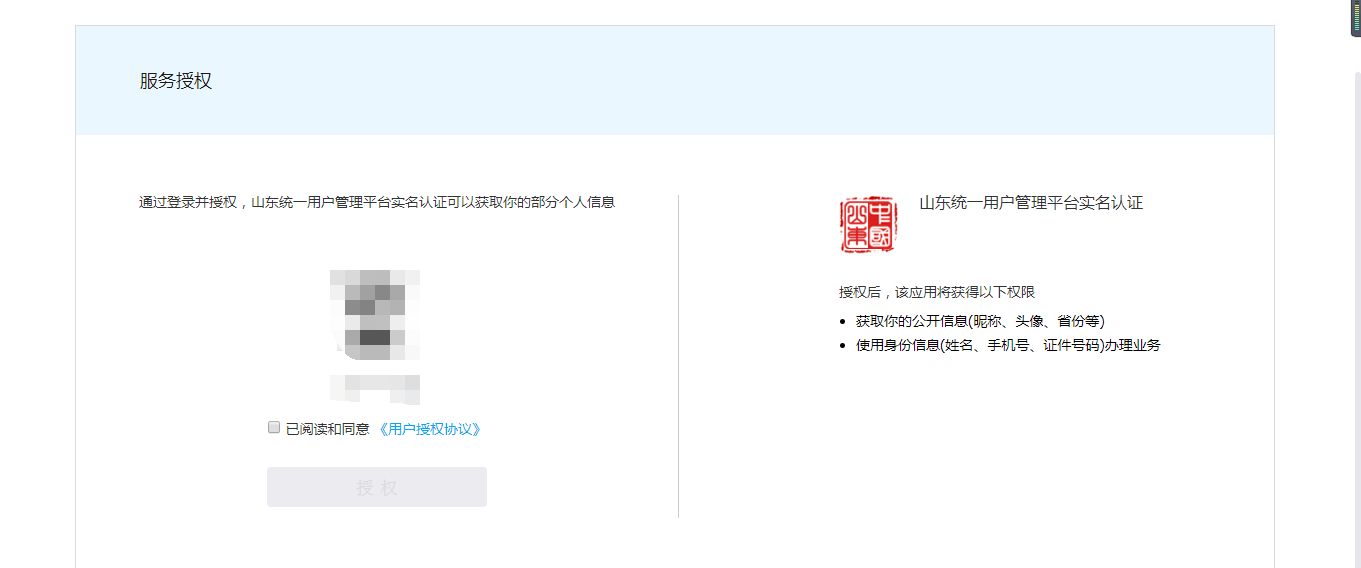 服务授权
通过登录并授权，山东统一用户管理平台实名认证可以获取你的部分个人信息
已阅读和同意 《用户授权协议》
授 权
山東
中國
山东统一用户管理平台实名认证
授权后，该应用将获得以下权限
获取你的公开信息(昵称、头像、省份等)
使用身份信息(姓名、手机号、证件号码)办理业务